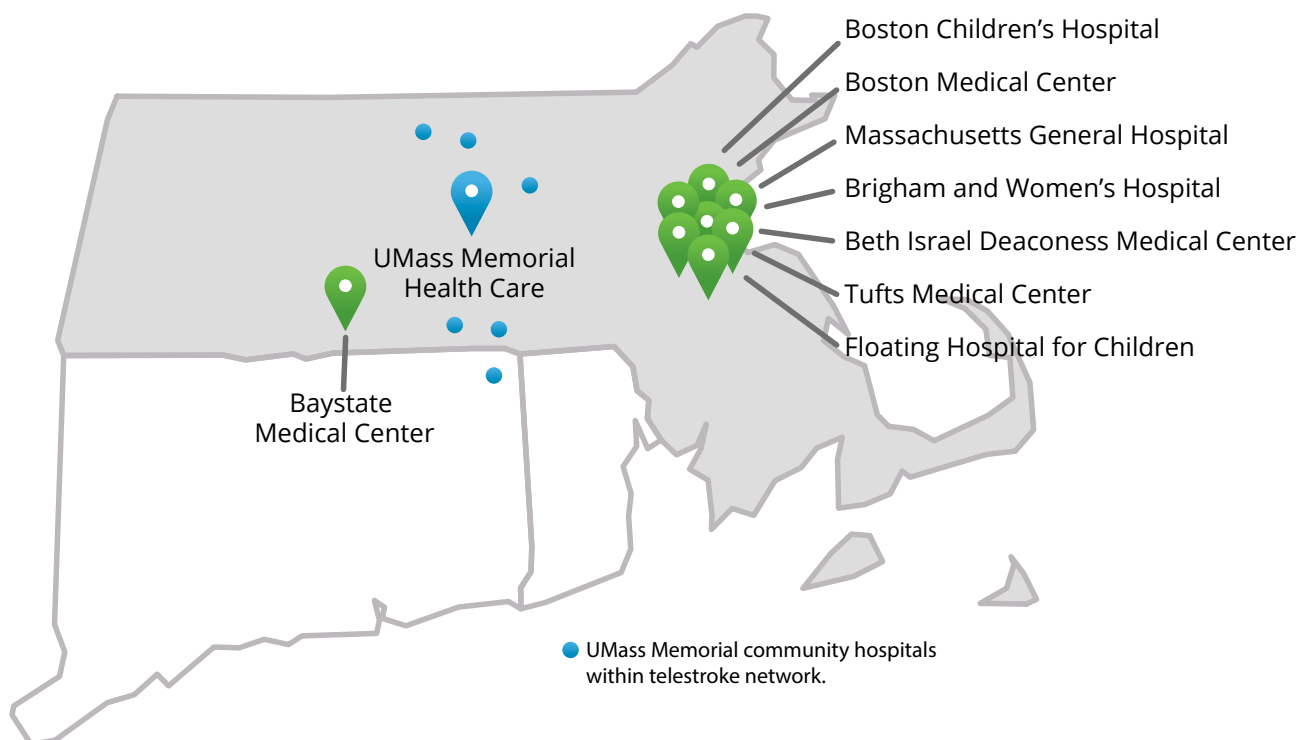 Boston Children’s Hospital
Boston Medical Center
Massachusetts General Hospital
Brigham and Women’s Hospital
Beth Israel Deaconess Medical Center
Tufts Medical Center
Floating Hospital for Children
UMass Memorial
Health Care
Baystate
Medical Center
UMass Memorial community hospitals
within telestroke network.